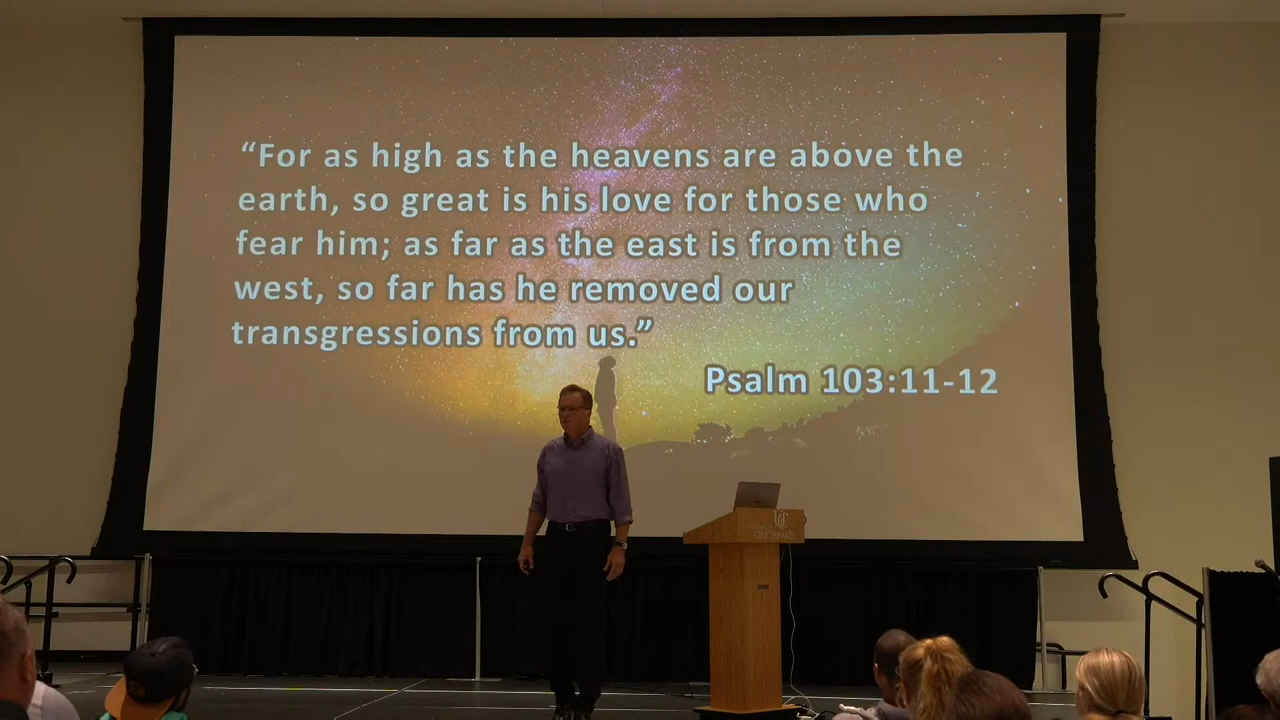 “For as high as the heavens are above the
earth, so great is his love for those who
fear him; as far as the east is from the
west, so far has he removed our
transgressions from us.”
Psalm 103:11-12
UC
CINCINNATI